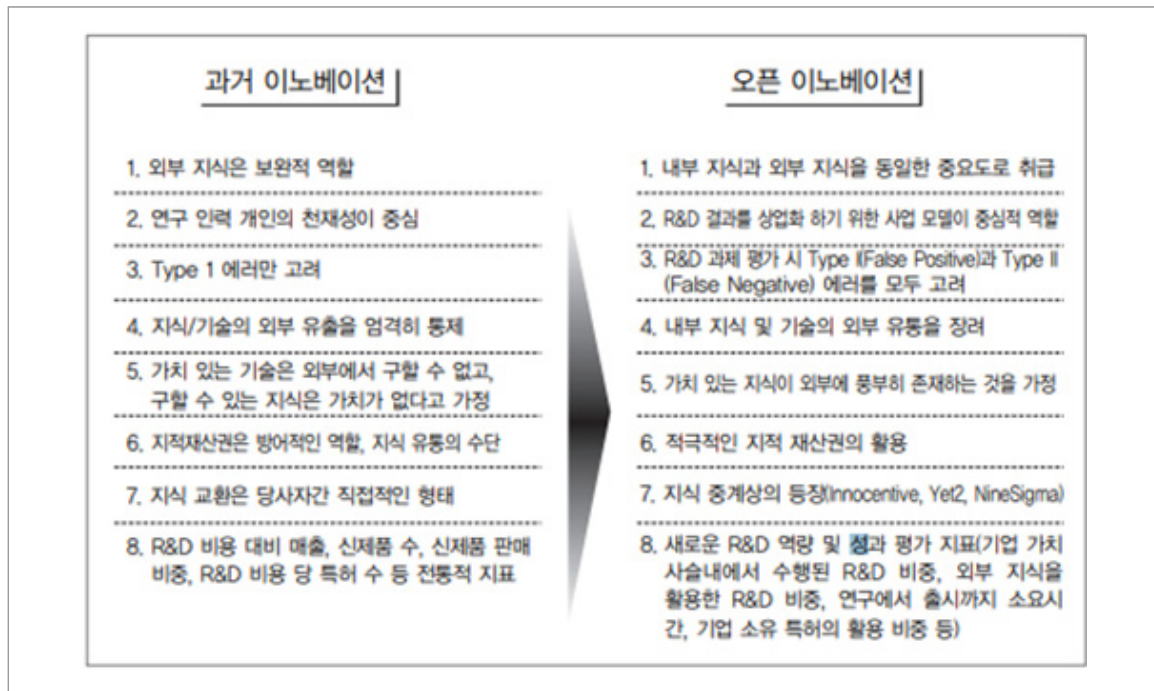 과거 이노베이션
1. 외부 지식은 보완적 역할
2. 연구 인력 개인의 천재성이 중심
3. Type 1 에러만 고려
4. 지식/기술의 외부 유출을 엄격히 통제
5. 가치 있는 기술은 외부에서 구할 수 없고,
구할 수 있는 지식은 가치가 없다고 가정
6. 지적재산권은 방어적인 역할, 지식 유통의 수단
7. 지식 교환은 당사자간 직접적인 형태
8. R&D 비용 대비 매출, 신제품 수, 신제품 판매
비중, R&D 비용 당 특허 수 등 전통적 지표
오픈 이노베이션
1. 내부 지식과 외부 지식을 동일한 중요도로 취급
2. R&D 결과를 상업화 하기 위한 사업 모델이 중심적 역할
3. R&D 과제 평가 시 Type I(False Positive)과 Type II
(False Negative) 에러를 모두 고려
4. 내부 지식 및 기술의 외부 유통을 장려
5. 가치 있는 지식이 외부에 풍부히 존재하는 것을 가정
6. 적극적인 지적 재산권의 활용
7. 지식 중계상의 등장(Innocentive, Yet2, NineSigma)
8. 새로운 R&D 역량 및 성과 평가 지표(기업 가치
사슬내에서 수행된 R&D 비중, 외부 지식을
활용한 R&D 비중, 연구에서 출시까지 소요시
간, 기업 소유 특허의 활용 비중 등)